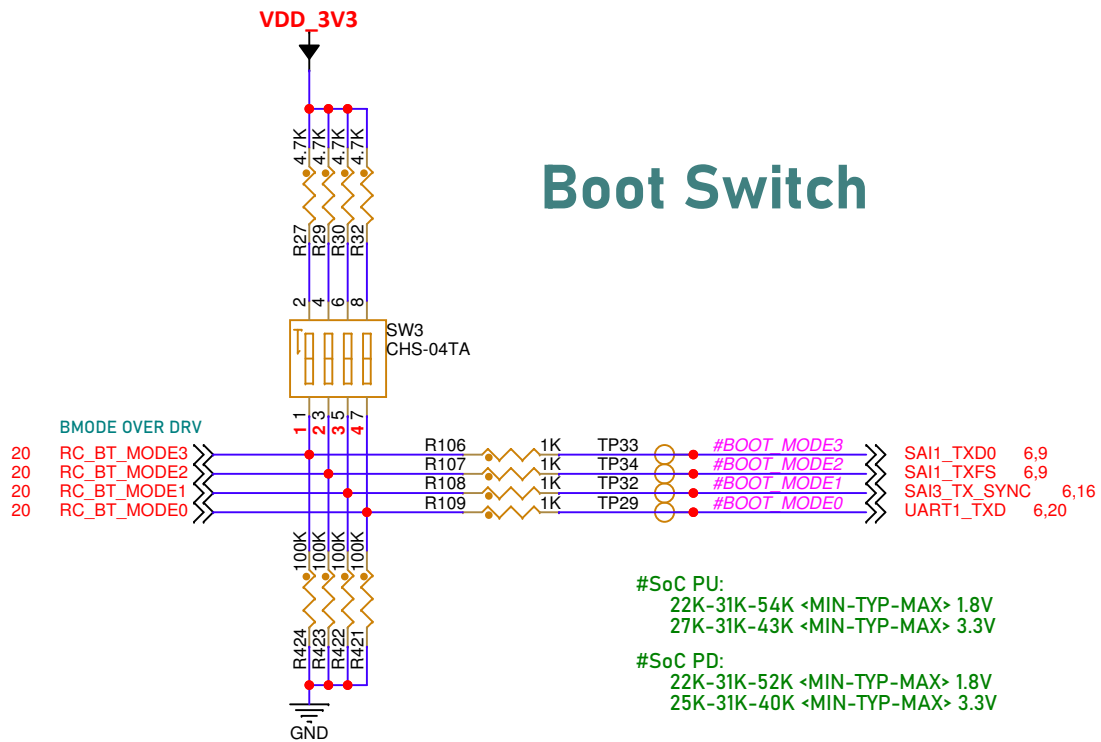 VDD_3V3
4.7K 4.7K 4.7K 4.7K
Boot Switch
R27 R29 R30 R32
2 4 6 8
SW3
CHS-04TA
1 3 5 7
1 2 3 4
BMODE OVER DRV
20 RC_BT_MODE3 R106 1K TP33 #BOOT_MODE3 SAI1_TXD0 6,9
20 RC_BT_MODE2 R107 1K TP34 #BOOT_MODE2 SAI1_TXFS 6,9
20 RC_BT_MODE1 R108 1K TP32 #BOOT_MODE1 SAI3_TX_SYNC 6,16
20 RC_BT_MODE0 R109 1K TP29 #BOOT_MODE0 UART1_TXD 6,20
100K 100K 100K 100K
R424 R423 R422 R421
#SoC PU:
22K-31K-54K <MIN-TYP-MAX> 1.8V
27K-31K-43K <MIN-TYP-MAX> 3.3V
#SoC PD:
22K-31K-52K <MIN-TYP-MAX> 1.8V
25K-31K-40K <MIN-TYP-MAX> 3.3V
GND